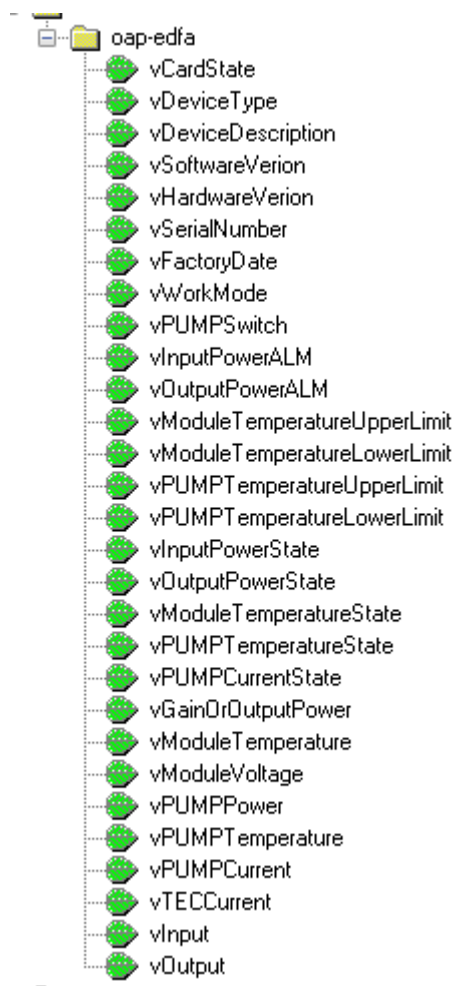 oap-edfa
vCardState
vDeviceType
vDeviceDescription
vSoftwareVerion
vHardwareVerion
vSerialNumber
vFactoryDate
vWorkMode
vPUMPSwitch
vInputPowerALM
vOutputPowerALM
vModuleTemperatureUpperLimit
vModuleTemperatureLowerLimit
vPUMPTemperatureUpperLimit
vPUMPTemperatureLowerLimit
vInputPowerState
vOutputPowerState
vModuleTemperatureState
vPUMPTemperatureState
vPUMPCurrentState
vGainOrOutputPower
vModuleTemperature
vModuleVoltage
vPUMPPower
vPUMPTemperature
vPUMPCurrent
vTECCurrent
vInput
vOutput